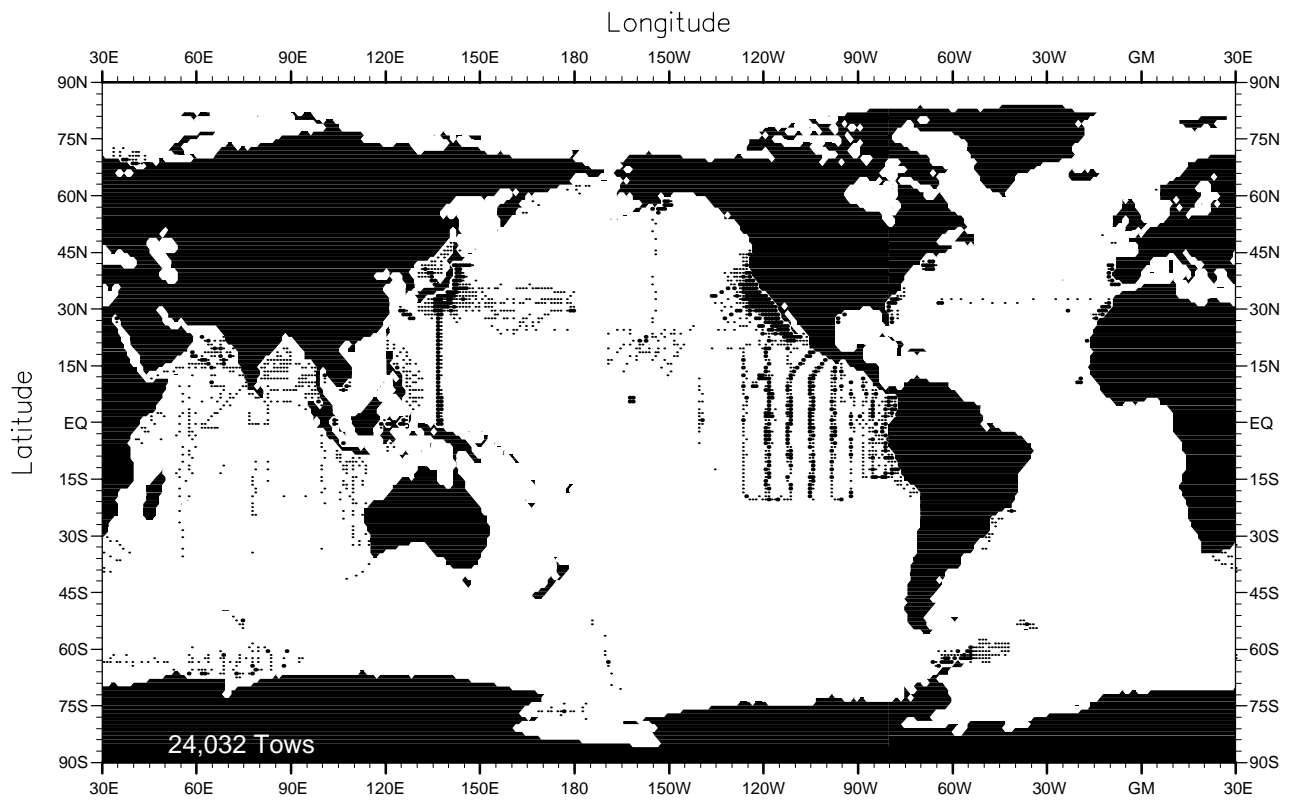 Longitude
30E 60E 90E 120E 150E 180 150W 120W 90W 60W 30W GM 30E
90N 90N
75N 75N
60N 60N
45N 45N
30N 30N
15N 15N
EQ EQ
Latitude
15S 15S
30S 30S
45S 45S
60S 60S
75S 75S
24,032 Tows
90S 90S
30E 60E 90E 120E 150E 180 150W 120W 90W 60W 30W GM 30E